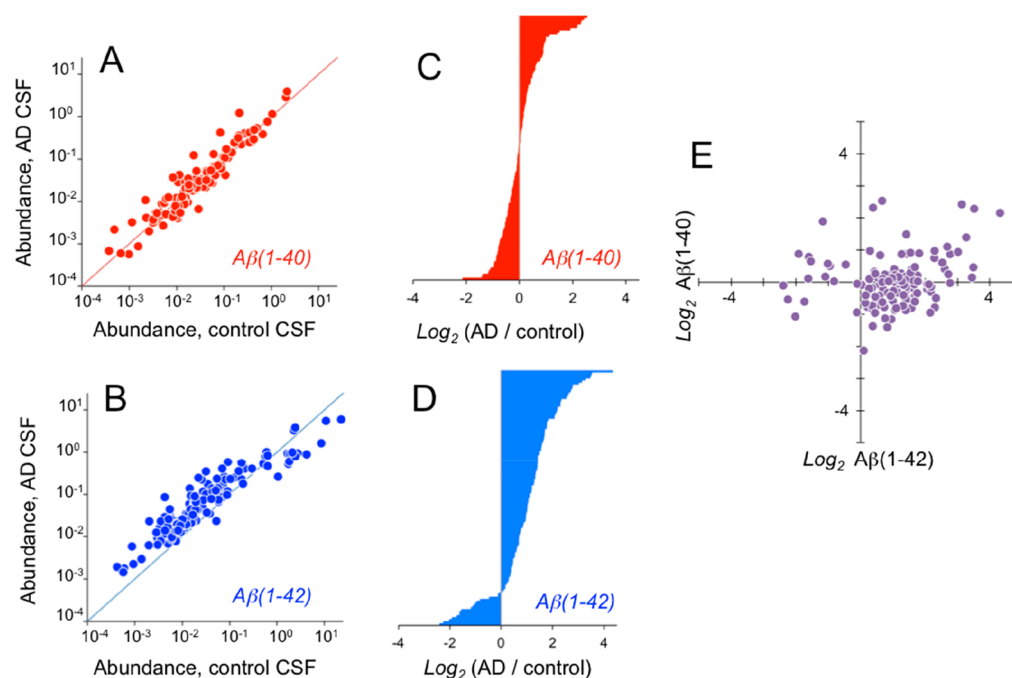 A
Abundance, AD CSF
10¹
10⁰
10⁻¹
10⁻²
10⁻³
10⁻⁴
Aβ(1-40)
10⁻⁴ 10⁻³ 10⁻² 10⁻¹ 10⁰ 10¹
Abundance, control CSF
C
Aβ(1-40)
-4 -2 0 2 4
Log₂ (AD / control)
B
Abundance, AD CSF
10¹
10⁰
10⁻¹
10⁻²
10⁻³
10⁻⁴
Aβ(1-42)
10⁻⁴ 10⁻³ 10⁻² 10⁻¹ 10⁰ 10¹
Abundance, control CSF
D
Aβ(1-42)
-4 -2 0 2 4
Log₂ (AD / control)
E
Log₂ Aβ(1-40)
4
-4 4
-4
Log₂ Aβ(1-42)